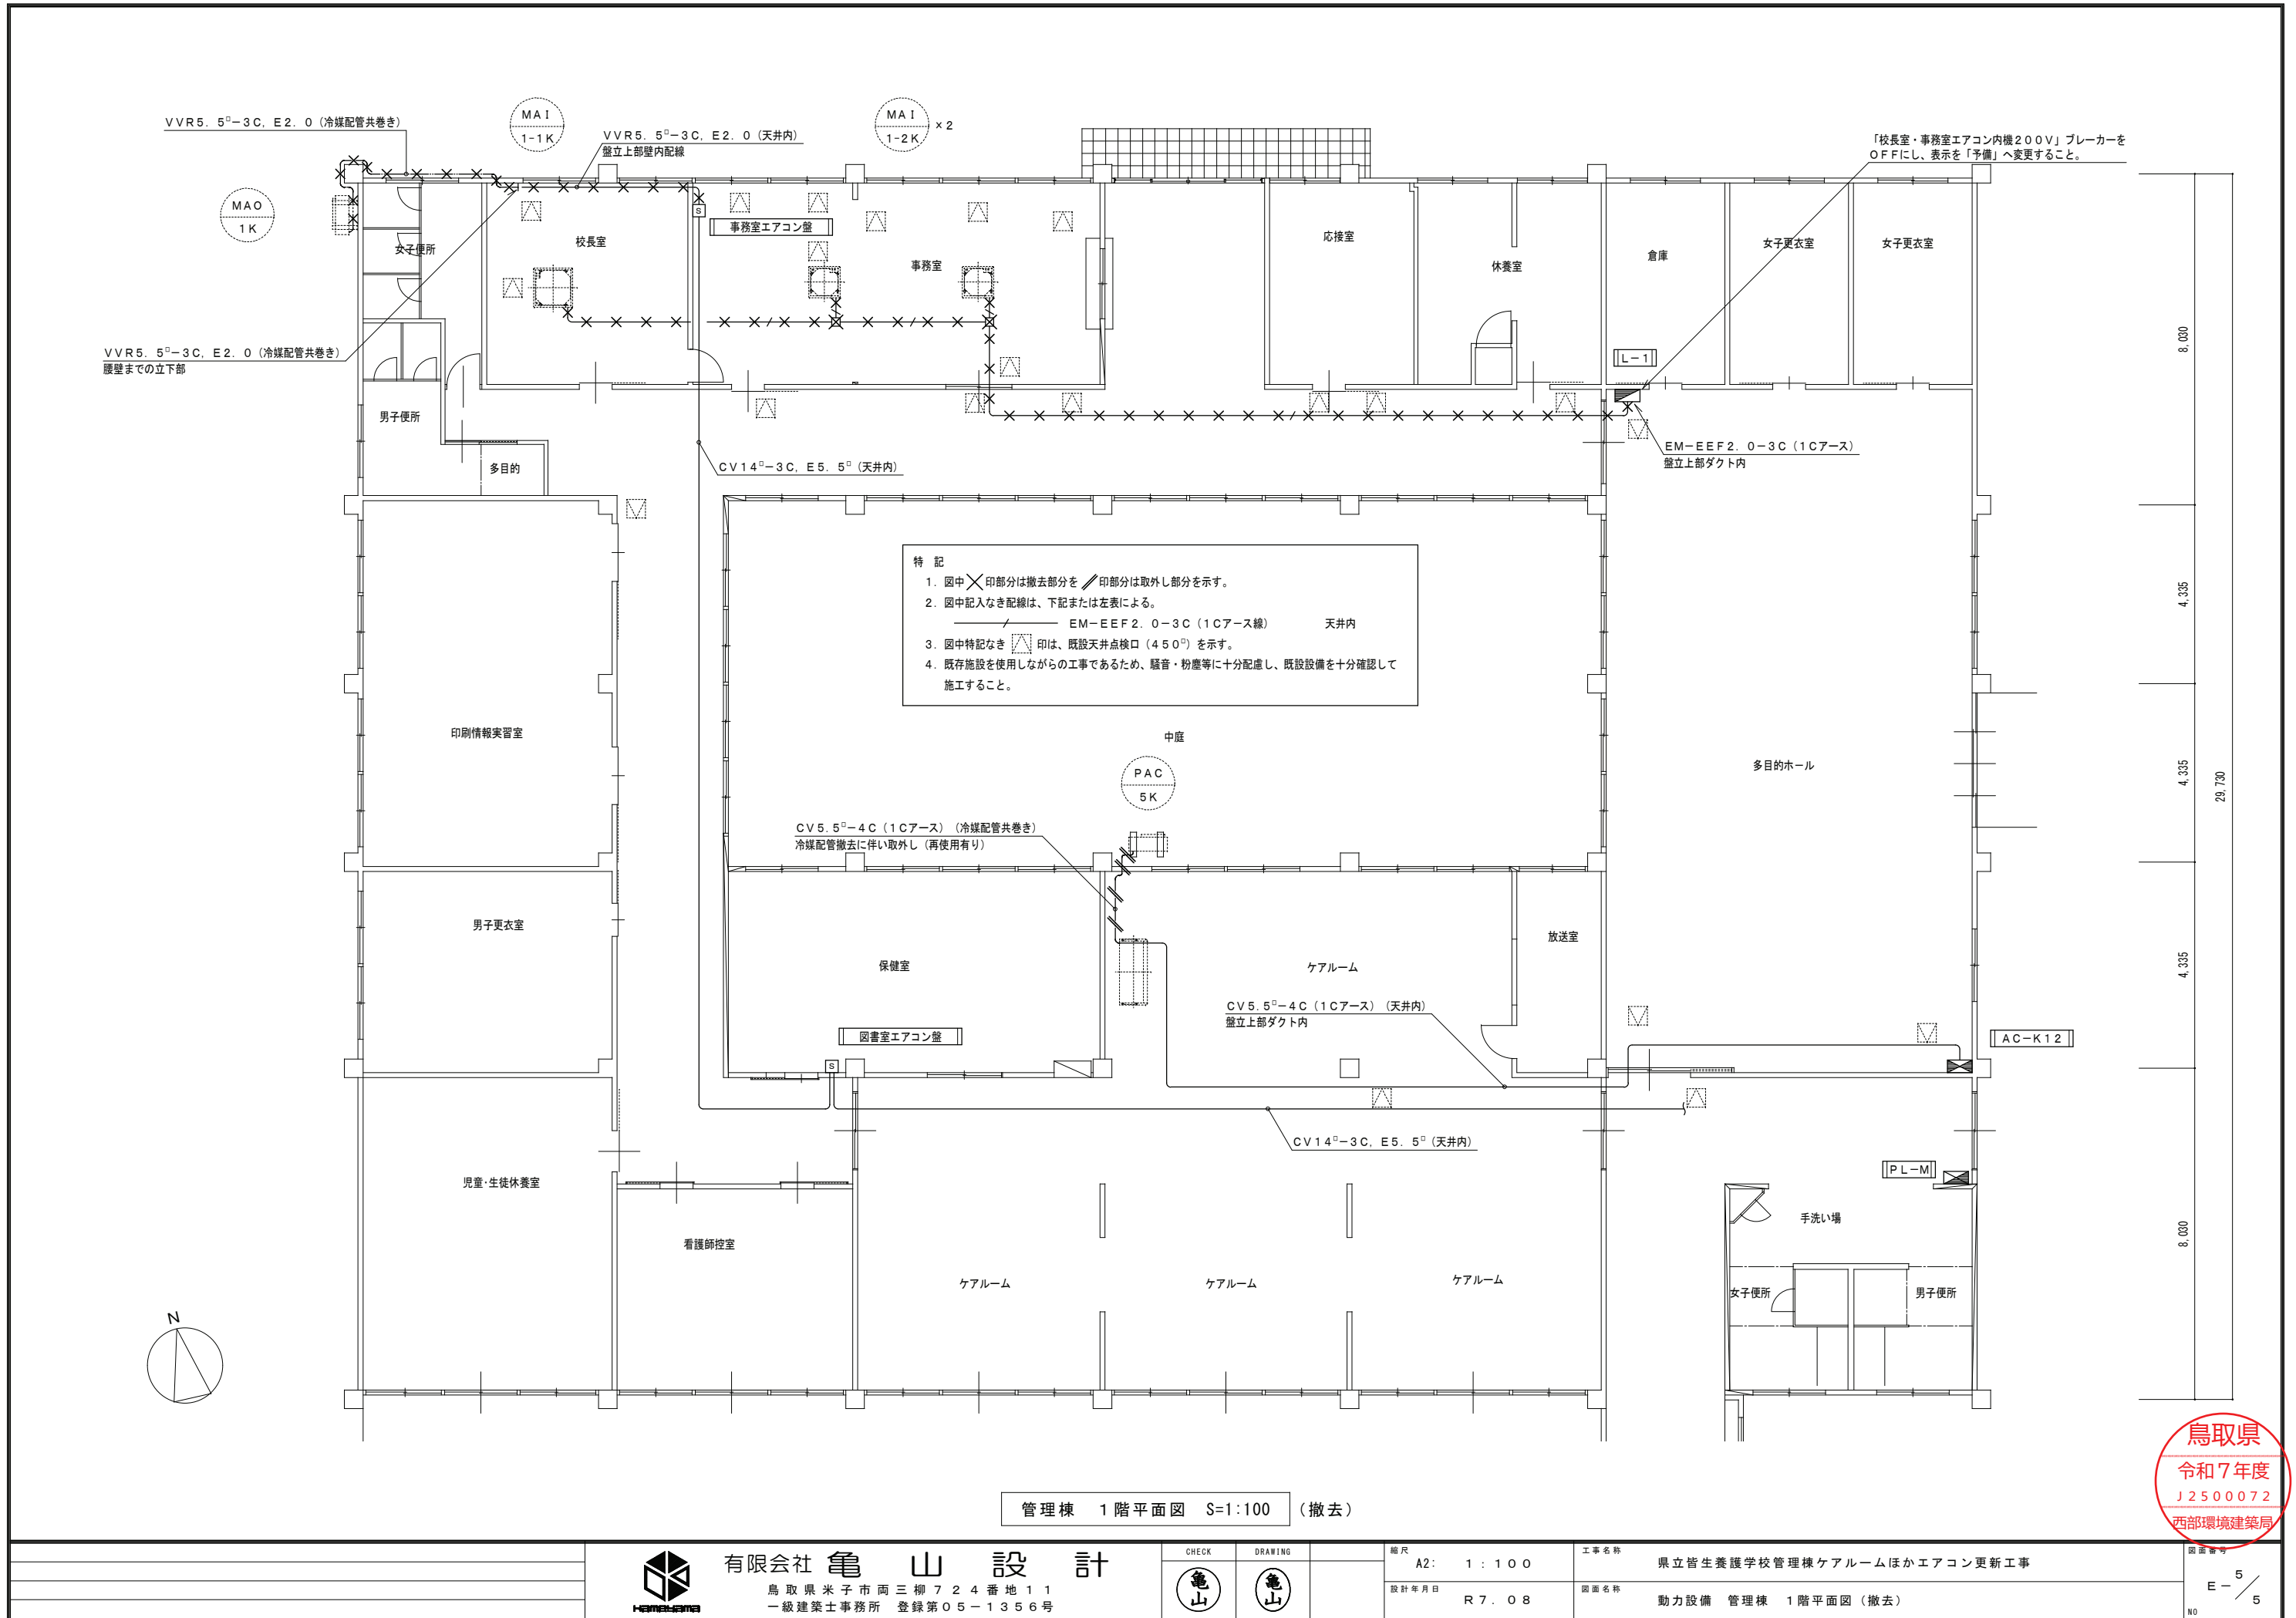 VVR5.5□-3C, E2.0(冷媒配管共巻き)
MAI
1-1K
VVR5.5□-3C, E2.0(天井内)
盤立上部壁内配線
MAI
1-2K
×2
「校長室・事務室エアコン内機200V」ブレーカーを
OFFにし、表示を「予備」へ変更すること。
MAO
1K
S
事務室エアコン盤
女子便所
校長室
事務室
応接室
休養室
倉庫
女子更衣室
女子更衣室
VVR5.5□-3C, E2.0(冷媒配管共巻き)
腰壁までの立下部
L-1
8,030
男子便所
多目的
CV14□-3C, E5.5□(天井内)
EM-EEF2.0-3C(1Cアース)
盤立上部ダクト内
特 記
1. 図中 印部分は撤去部分を 印部分は取外し部分を示す。
2. 図中記入なき配線は、下記または左表による。
EM-EEF2.0-3C(1Cアース線) 天井内
3. 図中特記なき 印は、既設天井点検口(450□)を示す。
4. 既存施設を使用しながらの工事であるため、騒音・粉塵等に十分配慮し、既設設備を十分確認して
施工すること。
4,335
印刷情報実習室
中庭
多目的ホール
4,335
29,730
PAC
5K
CV5.5□-4C(1Cアース)(冷媒配管共巻き)
冷媒配管撤去に伴い取外し(再使用有り)
男子更衣室
保健室
ケアルーム
放送室
4,335
CV5.5□-4C(1Cアース)(天井内)
盤立上部ダクト内
図書室エアコン盤
S
AC-K12
CV14□-3C, E5.5□(天井内)
PL-M
児童・生徒休養室
看護師控室
手洗い場
8,030
ケアルーム
ケアルーム
ケアルーム
女子便所
男子便所
N
管理棟 1階平面図 S=1:100 (撤去)
鳥取県
令和7年度
J2500072
西部環境建築局
Kameyama
有限会社 亀山設計
鳥取県米子市両三柳724番地11
一級建築士事務所 登録第05-1356号
CHECK
亀山
DRAWING
亀山
縮尺
A2: 1:100
設計年月日
R7.08
工事名称
県立皆生養護学校管理棟ケアルームほかエアコン更新工事
図面名称
動力設備 管理棟 1階平面図(撤去)
図面番号
E-5/5
NO